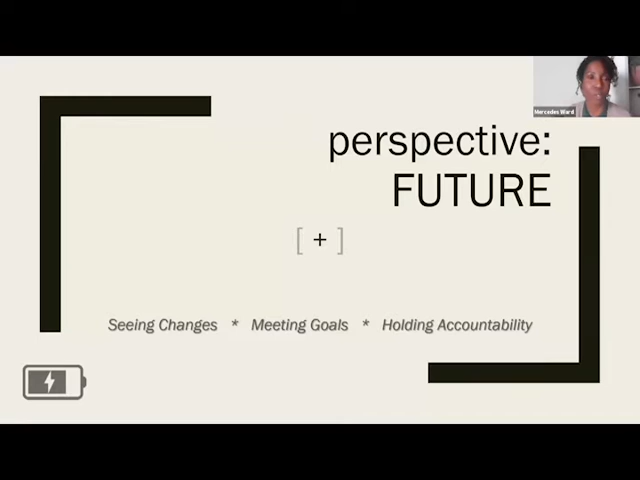 Mercedes Ward
perspective:
FUTURE
[ + ]
Seeing Changes * Meeting Goals * Holding Accountability